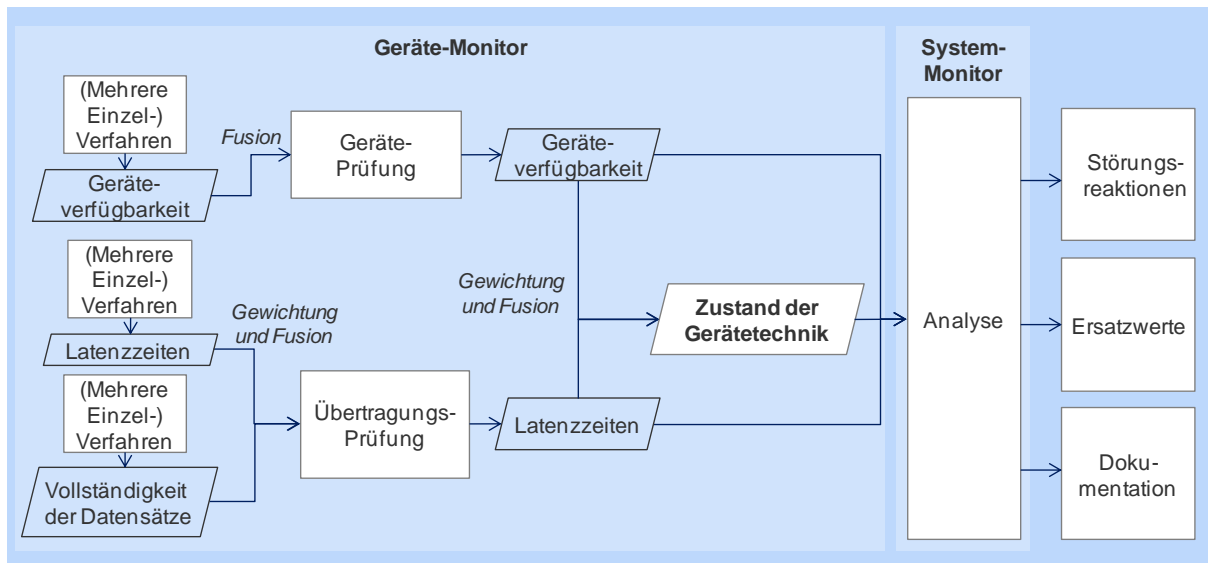 Geräte-Monitor
System-
Monitor
(Mehrere
Einzel-)
Verfahren
Fusion
Geräte-
verfügbarkeit
Geräte-
Prüfung
Geräte-
verfügbarkeit
(Mehrere
Einzel-)
Verfahren
Gewichtung
und Fusion
Latenzzeiten
(Mehrere
Einzel-)
Verfahren
Vollständigkeit
der Datensätze
Übertragungs-
Prüfung
Latenzzeiten
Gewichtung
und Fusion
Zustand der
Gerätetechnik
Analyse
Störungs-
reaktionen
Ersatzwerte
Doku-
mentation